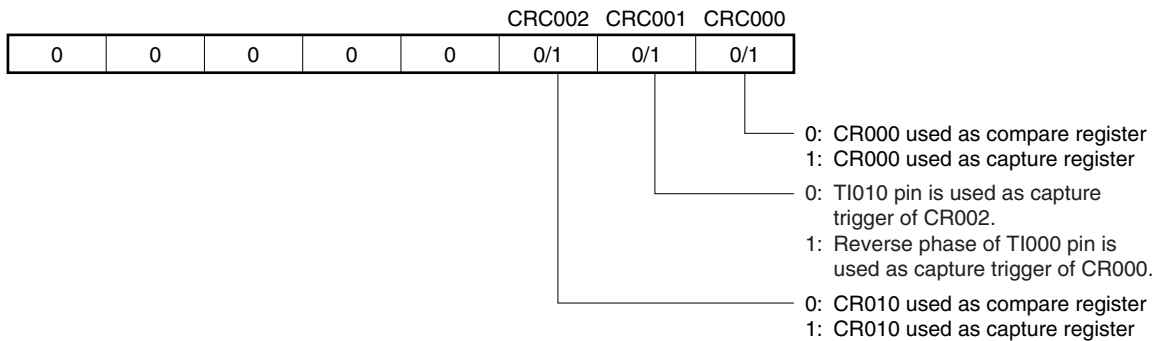 CRC002 CRC001 CRC000
0 0 0 0 0 0/1 0/1 0/1
0: CR000 used as compare register
1: CR000 used as capture register
0: TI010 pin is used as capture
trigger of CR002.
1: Reverse phase of TI000 pin is
used as capture trigger of CR000.
0: CR010 used as compare register
1: CR010 used as capture register